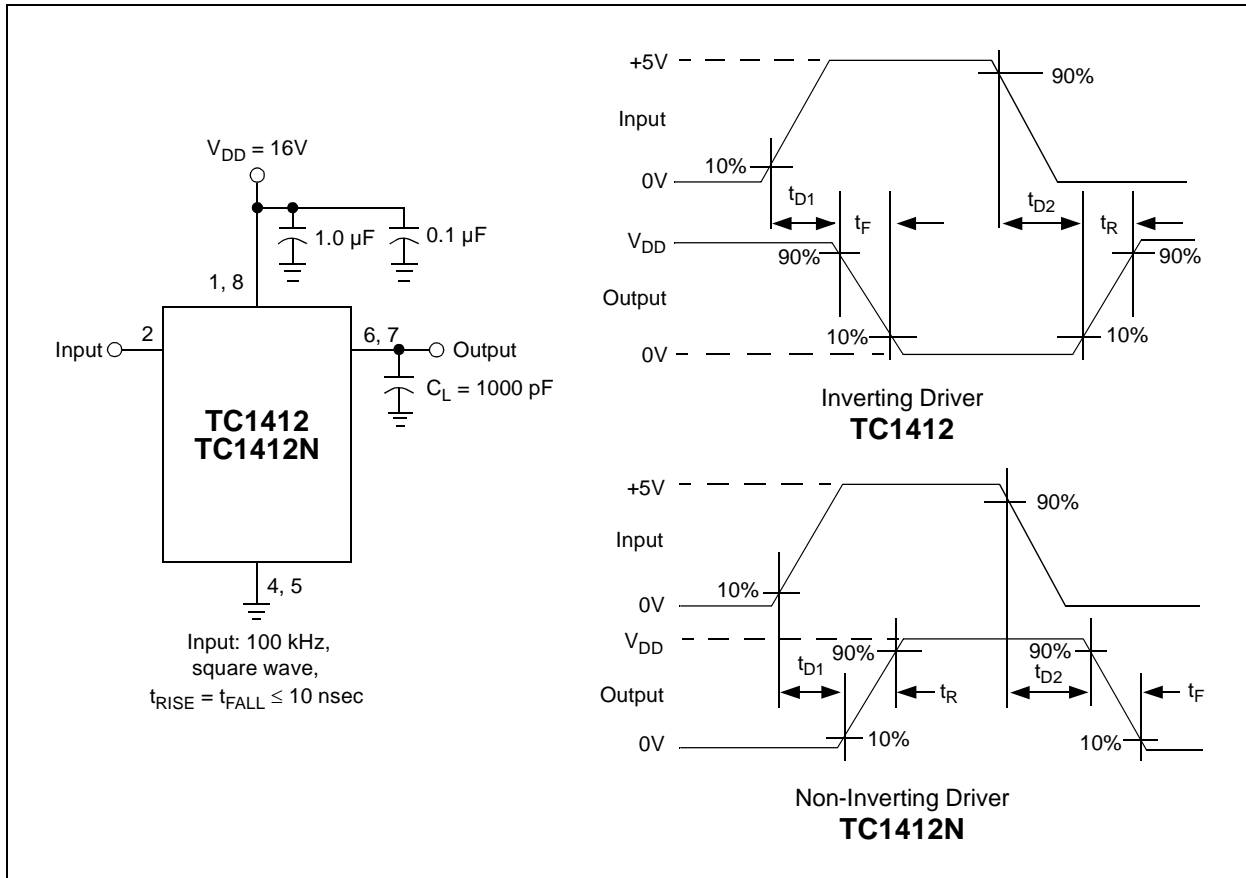 V_DD = 16V
1.0 µF
0.1 µF
1, 8
Input
2
6, 7
Output
C_L = 1000 pF
TC1412
TC1412N
4, 5
Input: 100 kHz,
square wave,
t_RISE = t_FALL ≤ 10 nsec
+5V
90%
Input
10%
0V
t_D1
t_F
t_D2
t_R
V_DD
90%
90%
Output
10%
10%
0V
Inverting Driver
TC1412
+5V
90%
Input
10%
0V
V_DD
t_D1
90%
90%
t_R
t_D2
t_F
Output
10%
10%
0V
Non-Inverting Driver
TC1412N